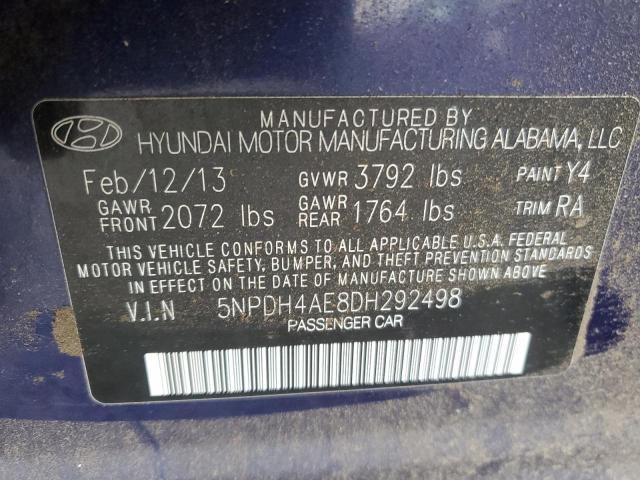 MANUFACTURED BY
HYUNDAI MOTOR MANUFACTURING ALABAMA, LLC
Feb/12/13 GVWR 3792 lbs PAINT Y4
GAWR FRONT 2072 lbs GAWR REAR 1764 lbs TRIM RA
THIS VEHICLE CONFORMS TO ALL APPLICABLE U.S.A. FEDERAL
MOTOR VEHICLE SAFETY, BUMPER, AND THEFT PREVENTION STANDARDS
IN EFFECT ON THE DATE OF MANUFACTURE SHOWN ABOVE.
V.I.N 5NPDH4AE8DH292498
PASSENGER CAR